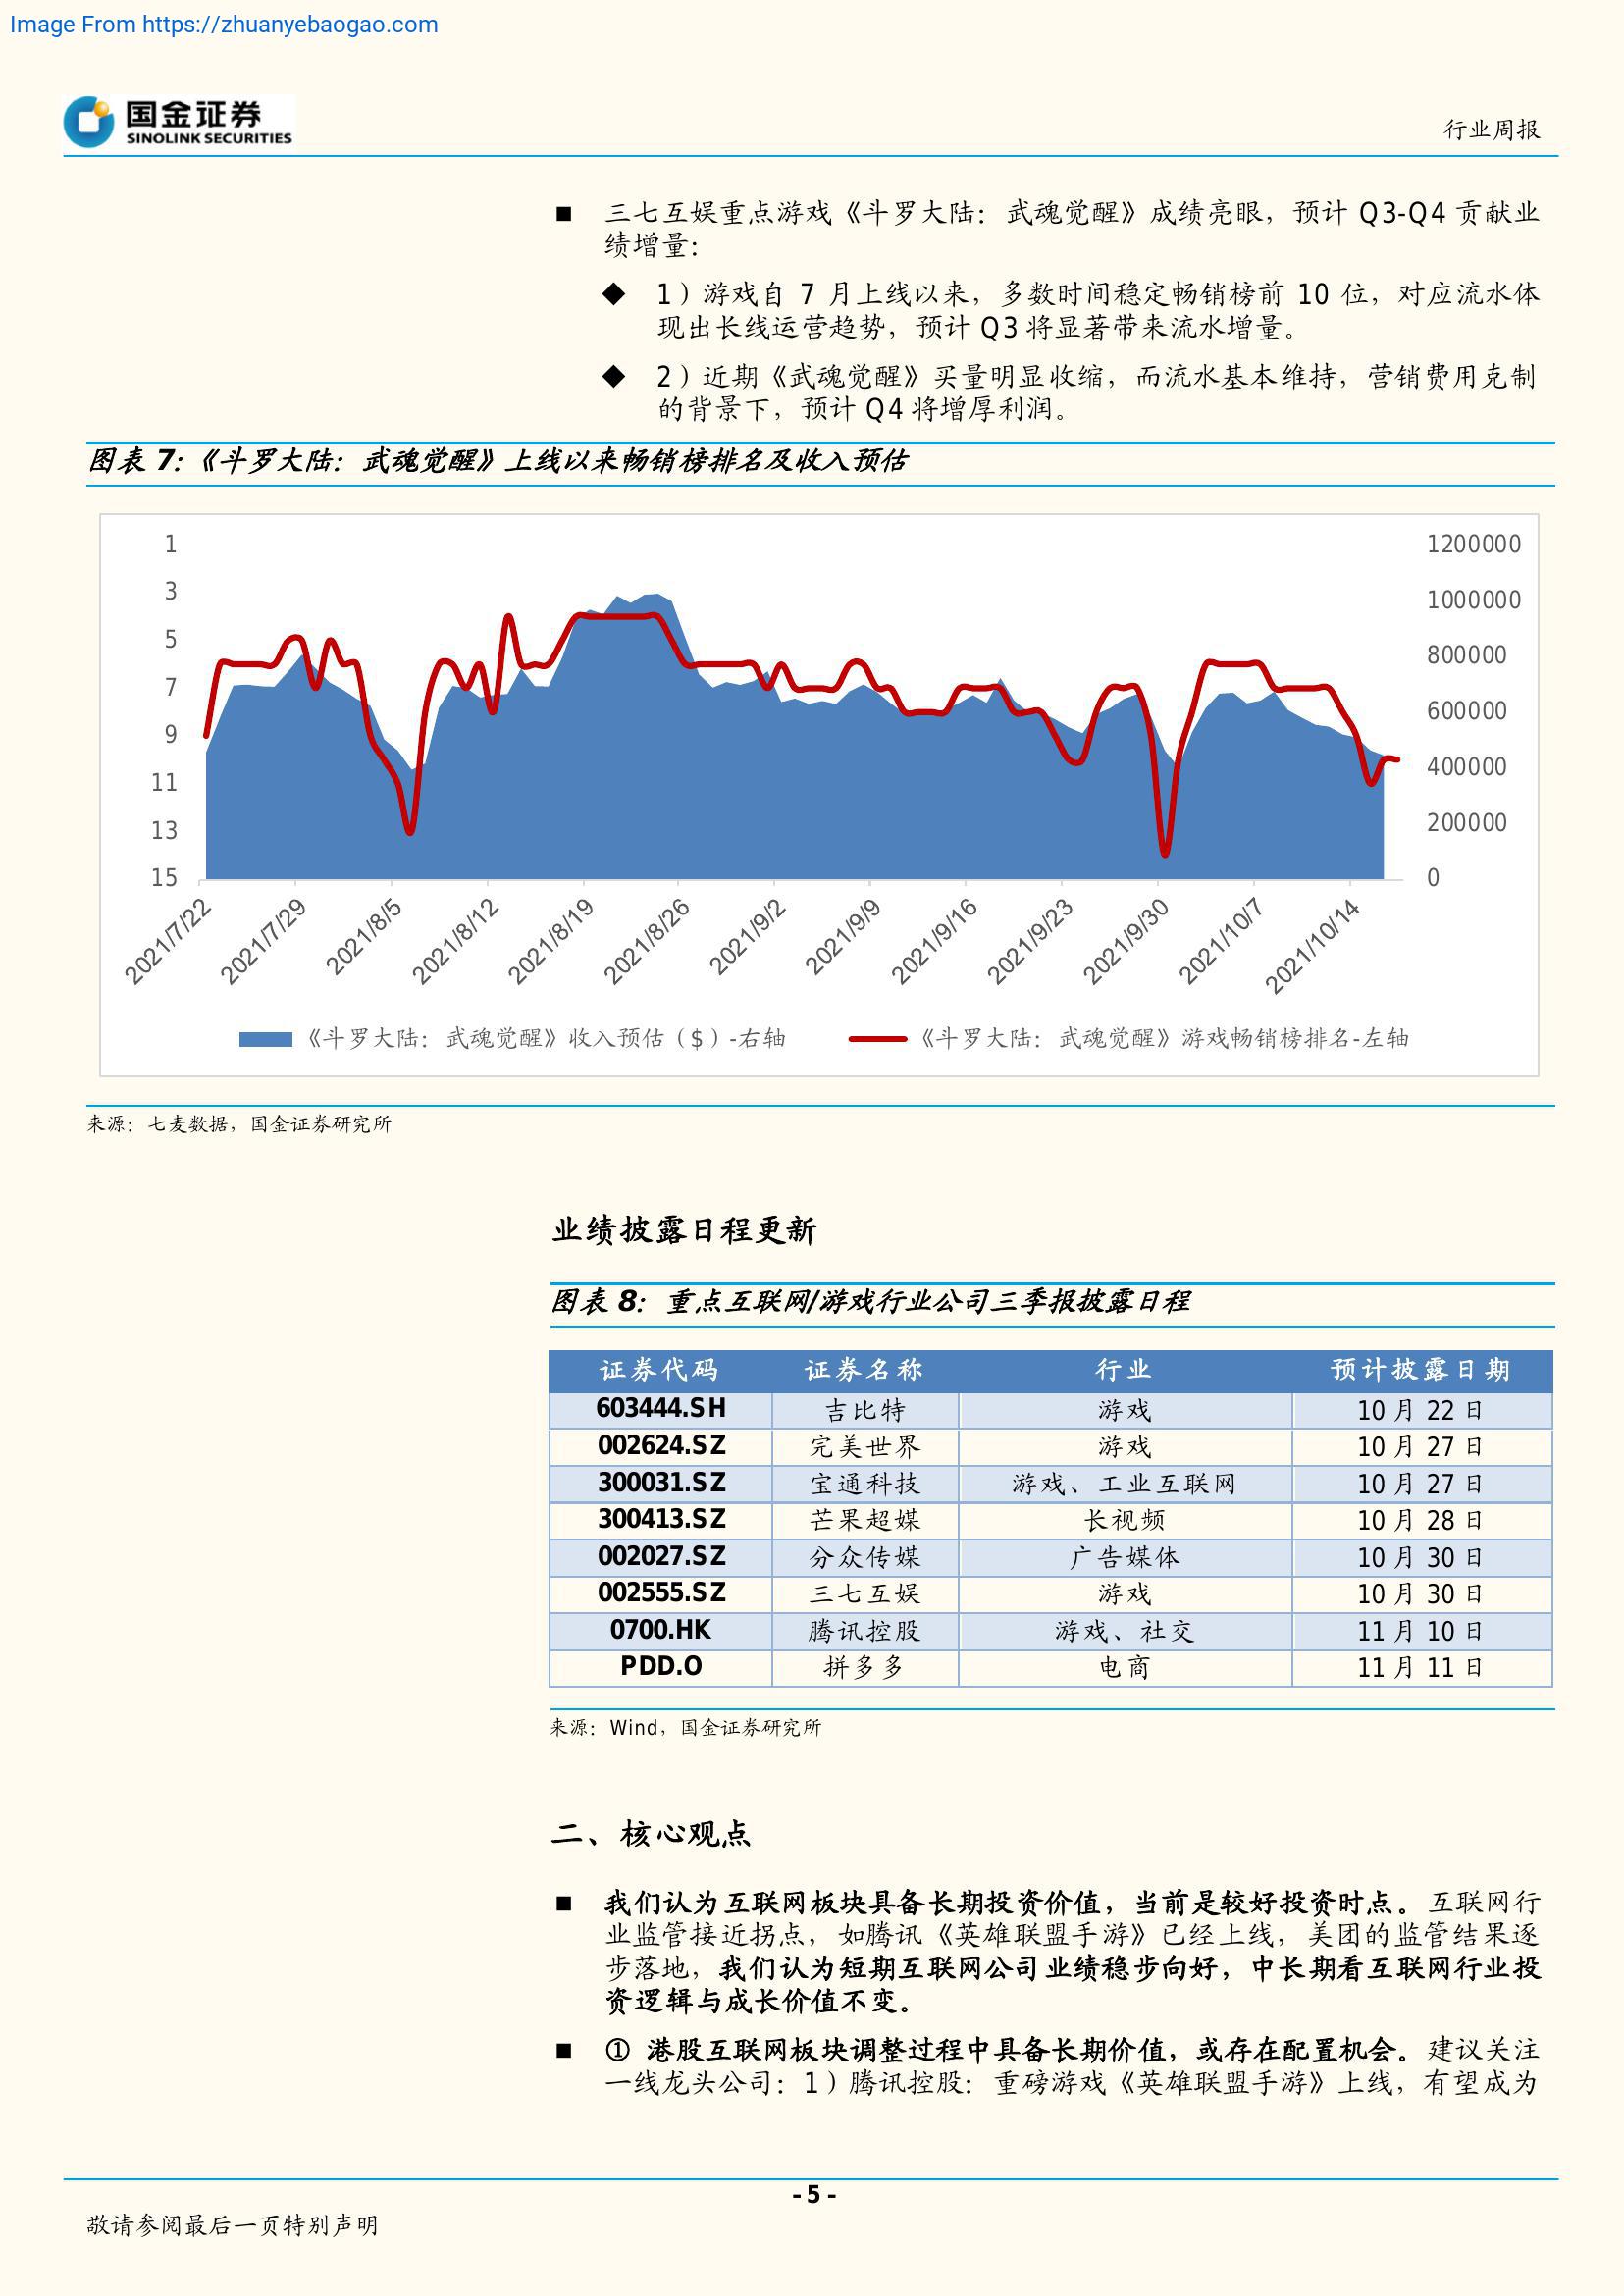 Image From https://zhuanyebaogao.com
国金证券
SINOLINK SECURITIES
行业周报
■ 三七互娱重点游戏《斗罗大陆：武魂觉醒》成绩亮眼，预计 Q3-Q4 贡献业
绩增量：
◆ 1）游戏自 7 月上线以来，多数时间稳定畅销榜前 10 位，对应流水体
现出长线运营趋势，预计 Q3 将显著带来流水增量。
◆ 2）近期《武魂觉醒》买量明显收缩，而流水基本维持，营销费用克制
的背景下，预计 Q4 将增厚利润。
图表 7：《斗罗大陆：武魂觉醒》上线以来畅销榜排名及收入预估
1
3
5
7
9
11
13
15
1200000
1000000
800000
600000
400000
200000
0
2021/7/22
2021/7/29
2021/8/5
2021/8/12
2021/8/19
2021/8/26
2021/9/2
2021/9/9
2021/9/16
2021/9/23
2021/9/30
2021/10/7
2021/10/14
《斗罗大陆：武魂觉醒》收入预估（$）-右轴
《斗罗大陆：武魂觉醒》游戏畅销榜排名-左轴
来源：七麦数据，国金证券研究所
业绩披露日程更新
图表 8：重点互联网/游戏行业公司三季报披露日程
证券代码 证券名称 行业 预计披露日期
603444.SH 吉比特 游戏 10 月 22 日
002624.SZ 完美世界 游戏 10 月 27 日
300031.SZ 宝通科技 游戏、工业互联网 10 月 27 日
300413.SZ 芒果超媒 长视频 10 月 28 日
002027.SZ 分众传媒 广告媒体 10 月 30 日
002555.SZ 三七互娱 游戏 10 月 30 日
0700.HK 腾讯控股 游戏、社交 11 月 10 日
PDD.O 拼多多 电商 11 月 11 日
来源：Wind，国金证券研究所
二、核心观点
■ 我们认为互联网板块具备长期投资价值，当前是较好投资时点。互联网行
业监管接近拐点，如腾讯《英雄联盟手游》已经上线，美团的监管结果逐
步落地，我们认为短期互联网公司业绩稳步向好，中长期看互联网行业投
资逻辑与成长价值不变。
■ ① 港股互联网板块调整过程中具备长期价值，或存在配置机会。建议关注
一线龙头公司：1）腾讯控股：重磅游戏《英雄联盟手游》上线，有望成为
- 5 -
敬请参阅最后一页特别声明